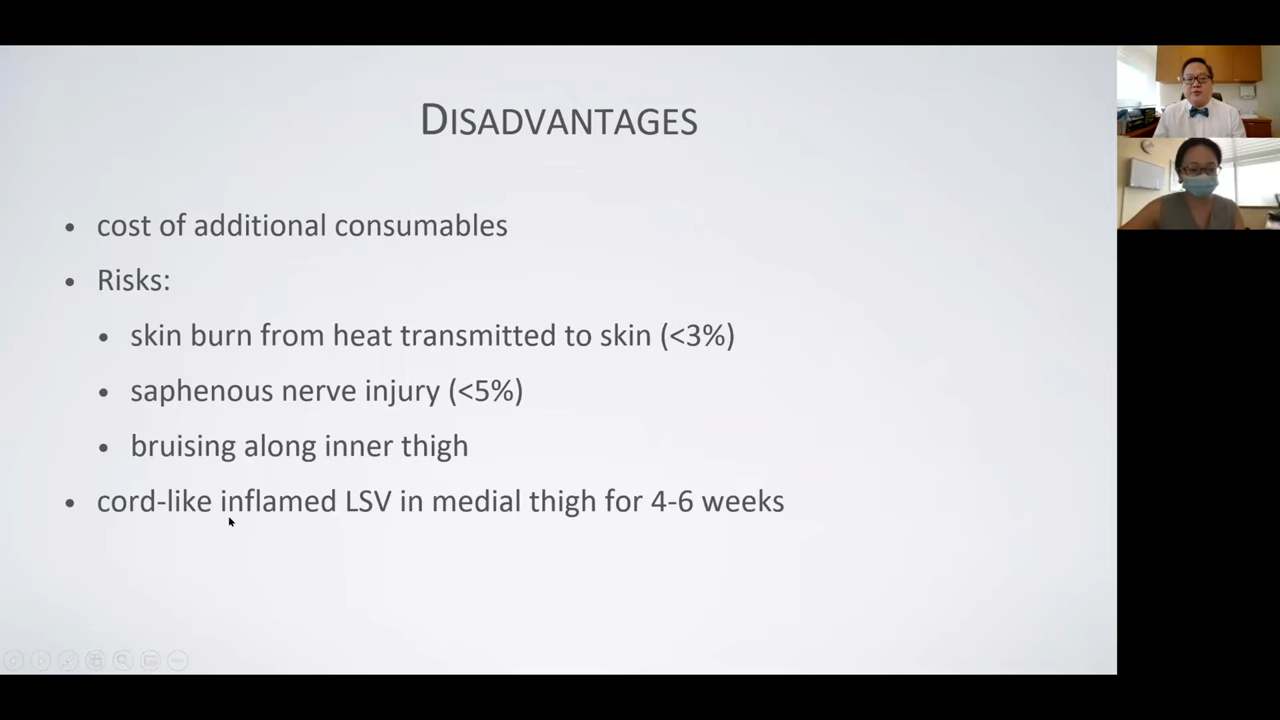 DISADVANTAGES
• cost of additional consumables
• Risks:
• skin burn from heat transmitted to skin (<3%)
• saphenous nerve injury (<5%)
• bruising along inner thigh
• cord-like inflamed LSV in medial thigh for 4-6 weeks